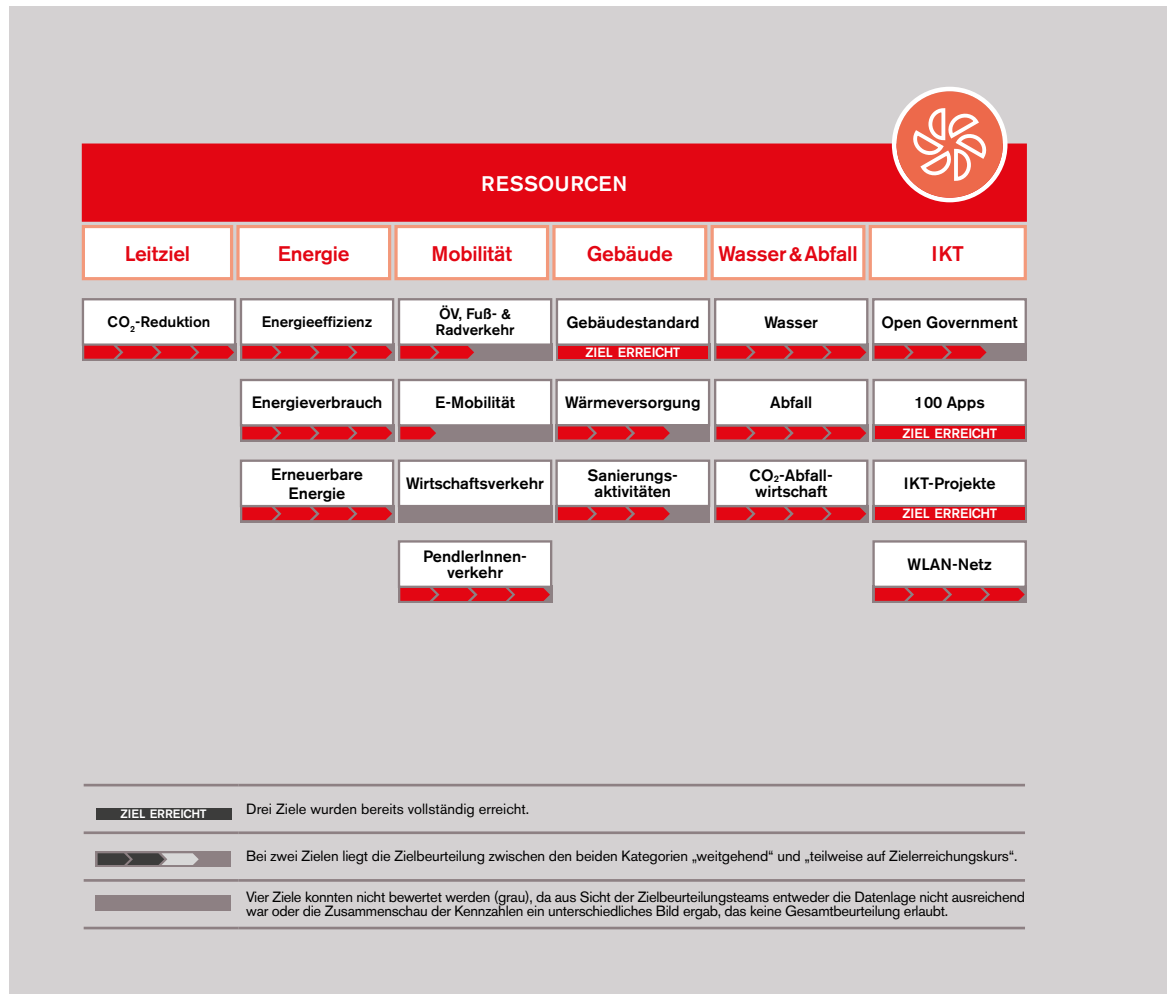 RESSOURCEN
Leitziel
Energie
Mobilität
Gebäude
Wasser & Abfall
IKT
CO₂-Reduktion
Energieeffizienz
ÖV, Fuß- &
Radverkehr
Gebäudestandard
ZIEL ERREICHT
Wasser
Open Government
Energieverbrauch
E-Mobilität
Wärmeversorgung
Abfall
100 Apps
ZIEL ERREICHT
Erneuerbare
Energie
Wirtschaftsverkehr
Sanierungs-
aktivitäten
CO₂-Abfall-
wirtschaft
IKT-Projekte
ZIEL ERREICHT
PendlerInnen-
verkehr
WLAN-Netz
ZIEL ERREICHT
Drei Ziele wurden bereits vollständig erreicht.
Bei zwei Zielen liegt die Zielbeurteilung zwischen den beiden Kategorien „weitgehend“ und „teilweise auf Zielerreichungskurs“.
Vier Ziele konnten nicht bewertet werden (grau), da aus Sicht der Zielbeurteilungsteams entweder die Datenlage nicht ausreichend
war oder die Zusammenschau der Kennzahlen ein unterschiedliches Bild ergab, das keine Gesamtbeurteilung erlaubt.